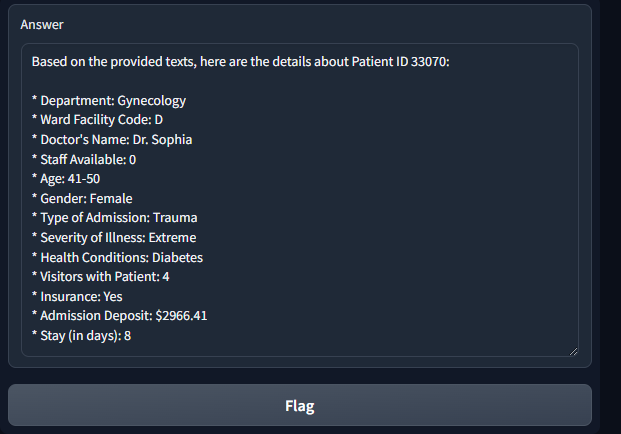 Answer
Based on the provided texts, here are the details about Patient ID 33070:
* Department: Gynecology
* Ward Facility Code: D
* Doctor's Name: Dr. Sophia
* Staff Available: 0
* Age: 41-50
* Gender: Female
* Type of Admission: Trauma
* Severity of Illness: Extreme
* Health Conditions: Diabetes
* Visitors with Patient: 4
* Insurance: Yes
* Admission Deposit: $2966.41
* Stay (in days): 8
Flag